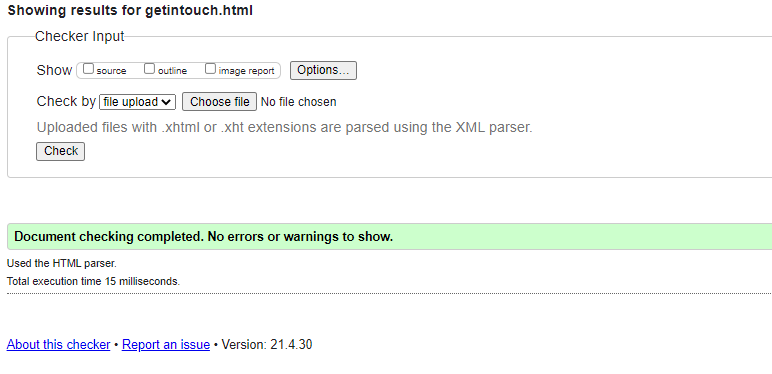 Showing results for getintouch.html
Checker Input
Show source outline image report Options...
Check by file upload Choose file No file chosen
Uploaded files with .xhtml or .xht extensions are parsed using the XML parser.
Check
Document checking completed. No errors or warnings to show.
Used the HTML parser.
Total execution time 15 milliseconds.
About this checker • Report an issue • Version: 21.4.30